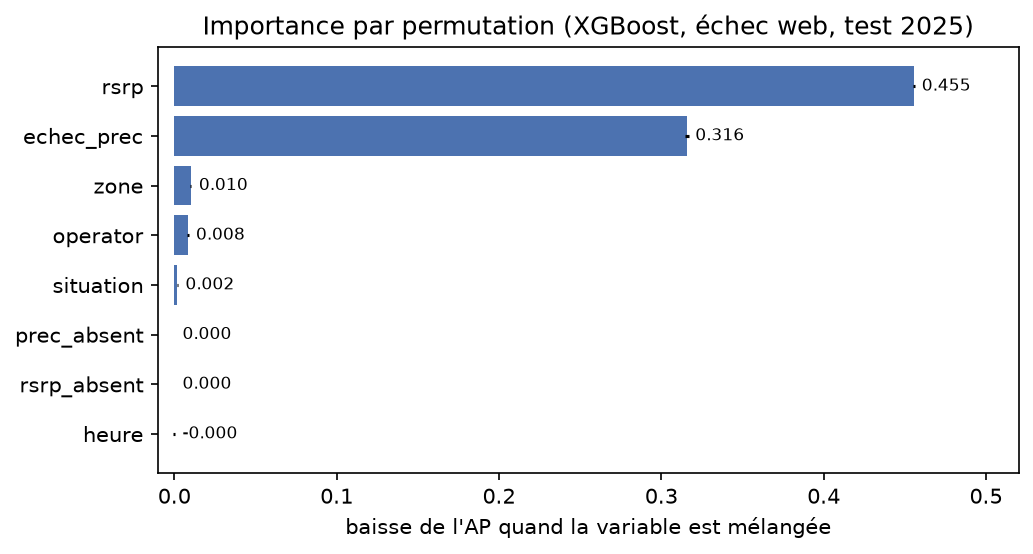 Importance par permutation (XGBoost, échec web, test 2025)
rsrp 0.455
echec_prec 0.316
zone 0.010
operator 0.008
situation 0.002
prec_absent 0.000
rsrp_absent 0.000
heure -0.000
0.0 0.1 0.2 0.3 0.4 0.5
baisse de l'AP quand la variable est mélangée